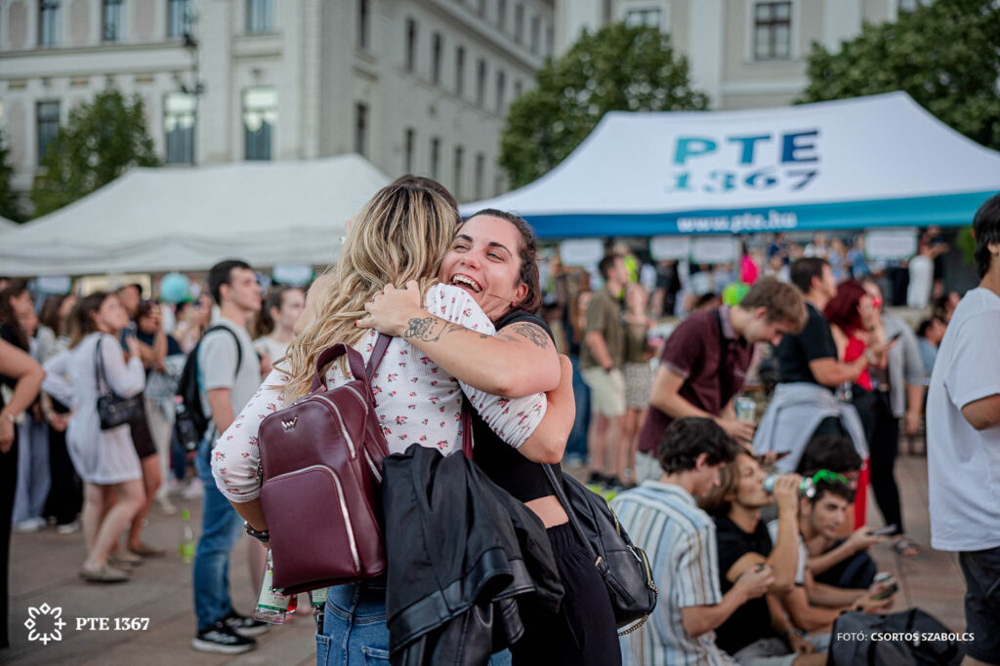 PTE
1367
www.pte.hu
PTE 1367
FOTÓ: CSORTOS SZABOLCS